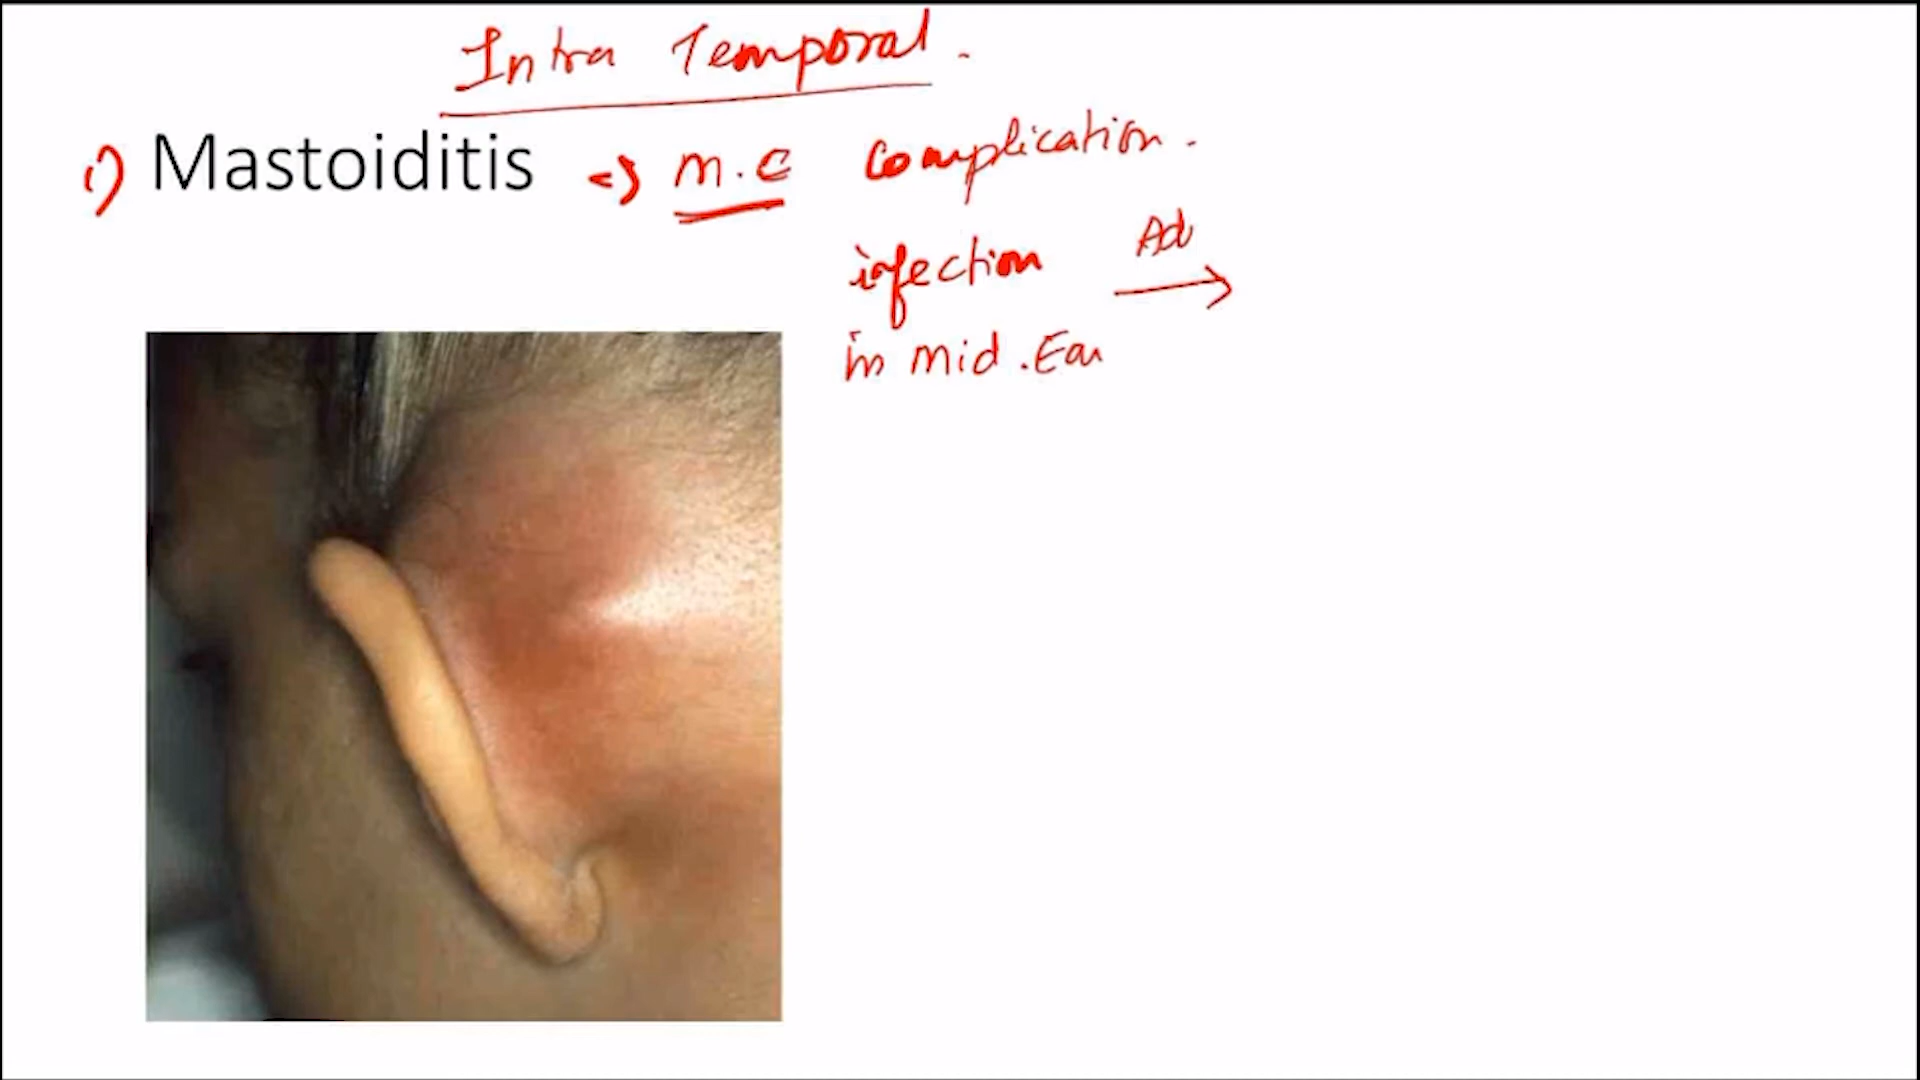 Intra Temporal.
i) Mastoiditis => M.C Complication.
infection Ad →
in mid. Ear